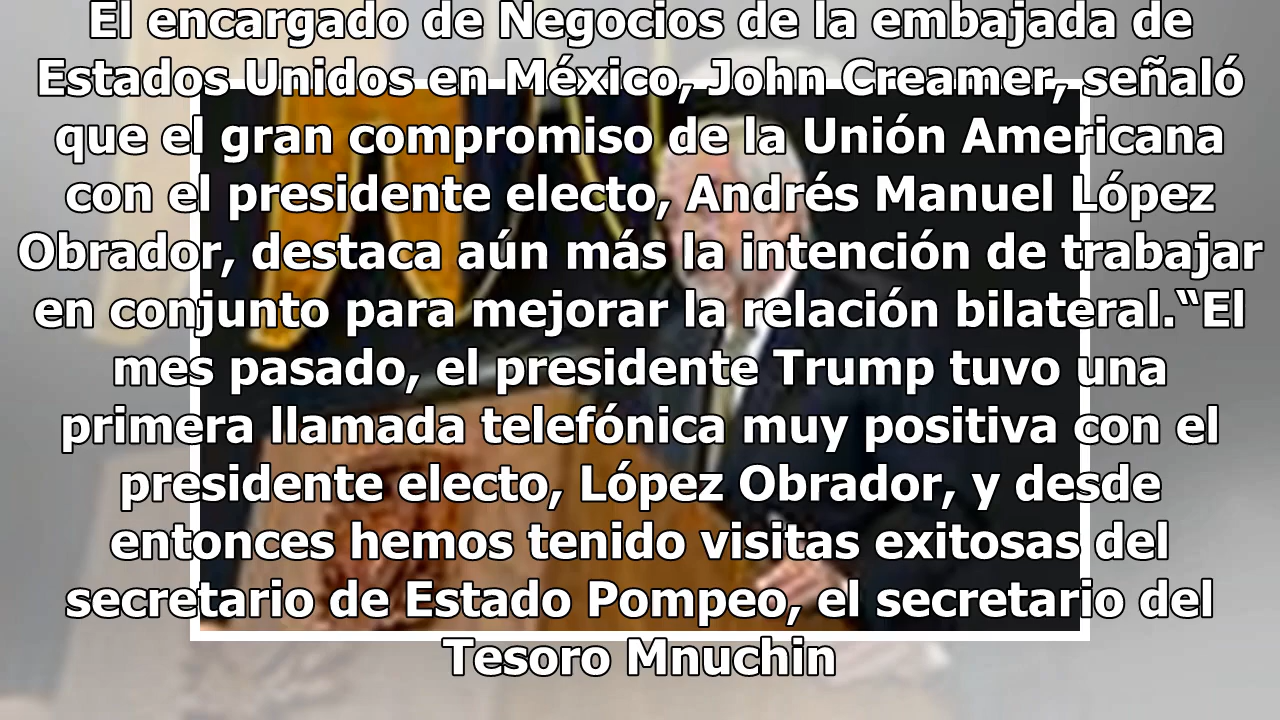 El encargado de Negocios de la embajada de
Estados Unidos en México, John Creamer, señaló
que el gran compromiso de la Unión Americana
con el presidente electo, Andrés Manuel López
Obrador, destaca aún más la intención de trabajar
en conjunto para mejorar la relación bilateral.“El
mes pasado, el presidente Trump tuvo una
primera llamada telefónica muy positiva con el
presidente electo, López Obrador, y desde
entonces hemos tenido visitas exitosas del
secretario de Estado Pompeo, el secretario del
Tesoro Mnuchin